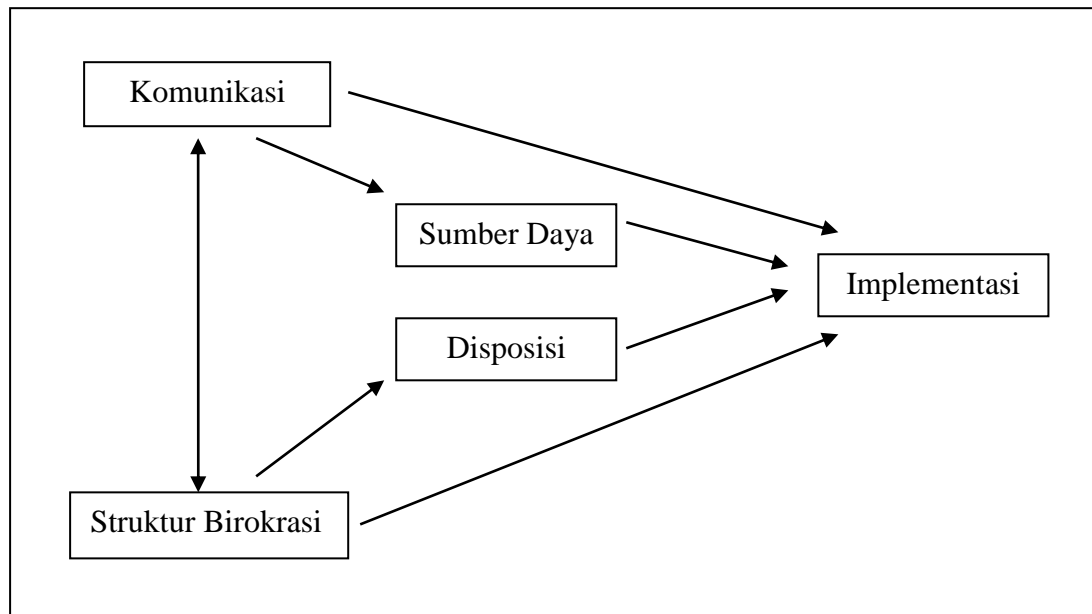 Komunikasi
Sumber Daya
Implementasi
Disposisi
Struktur Birokrasi